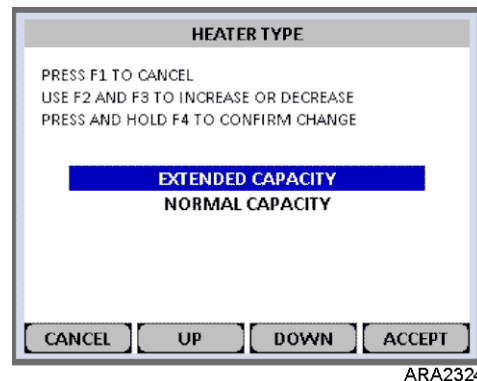 HEATER TYPE
PRESS F1 TO CANCEL
USE F2 AND F3 TO INCREASE OR DECREASE
PRESS AND HOLD F4 TO CONFIRM CHANGE
EXTENDED CAPACITY
NORMAL CAPACITY
CANCEL UP DOWN ACCEPT
ARA2324